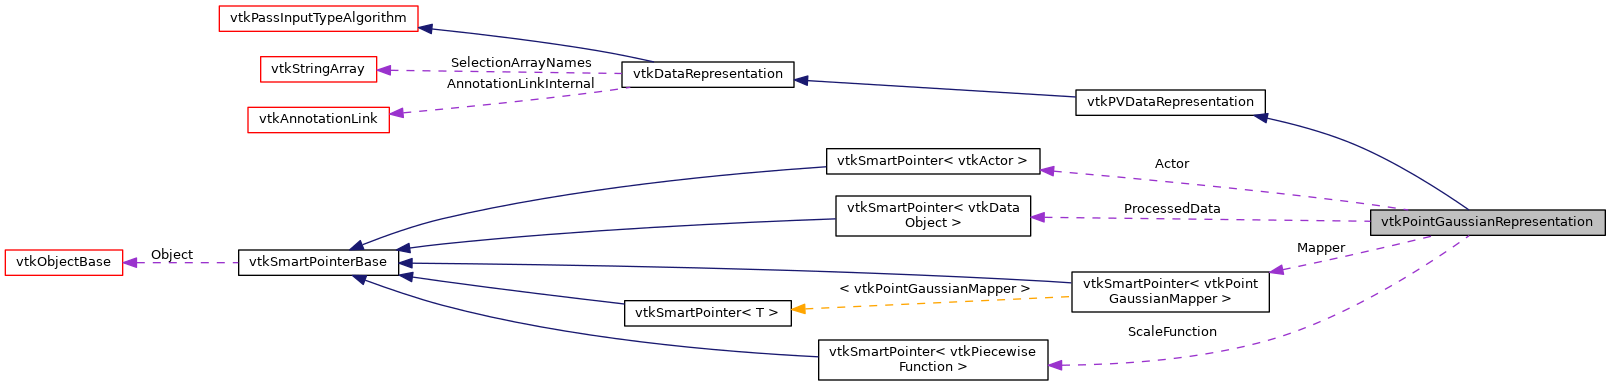 vtkPassInputTypeAlgorithm
vtkStringArray
SelectionArrayNames
vtkDataRepresentation
AnnotationLinkInternal
vtkAnnotationLink
vtkPVDataRepresentation
vtkSmartPointer< vtkActor >
Actor
vtkSmartPointer< vtkData
Object >
ProcessedData
vtkPointGaussianRepresentation
vtkObjectBase
Object
vtkSmartPointerBase
Mapper
vtkSmartPointer< vtkPoint
GaussianMapper >
< vtkPointGaussianMapper >
vtkSmartPointer< T >
ScaleFunction
vtkSmartPointer< vtkPiecewise
Function >